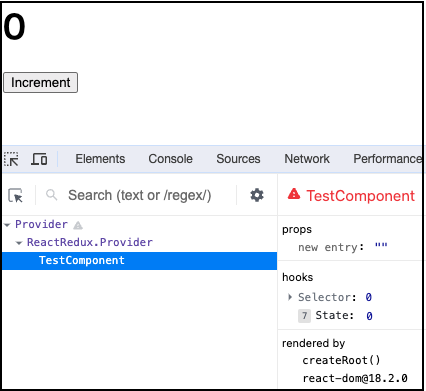 0
Increment
Elements Console Sources Network Performance
Search (text or /regex/)
TestComponent
Provider
ReactRedux.Provider
TestComponent
props
new entry: ""
hooks
Selector: 0
7 State: 0
rendered by
createRoot()
react-dom@18.2.0